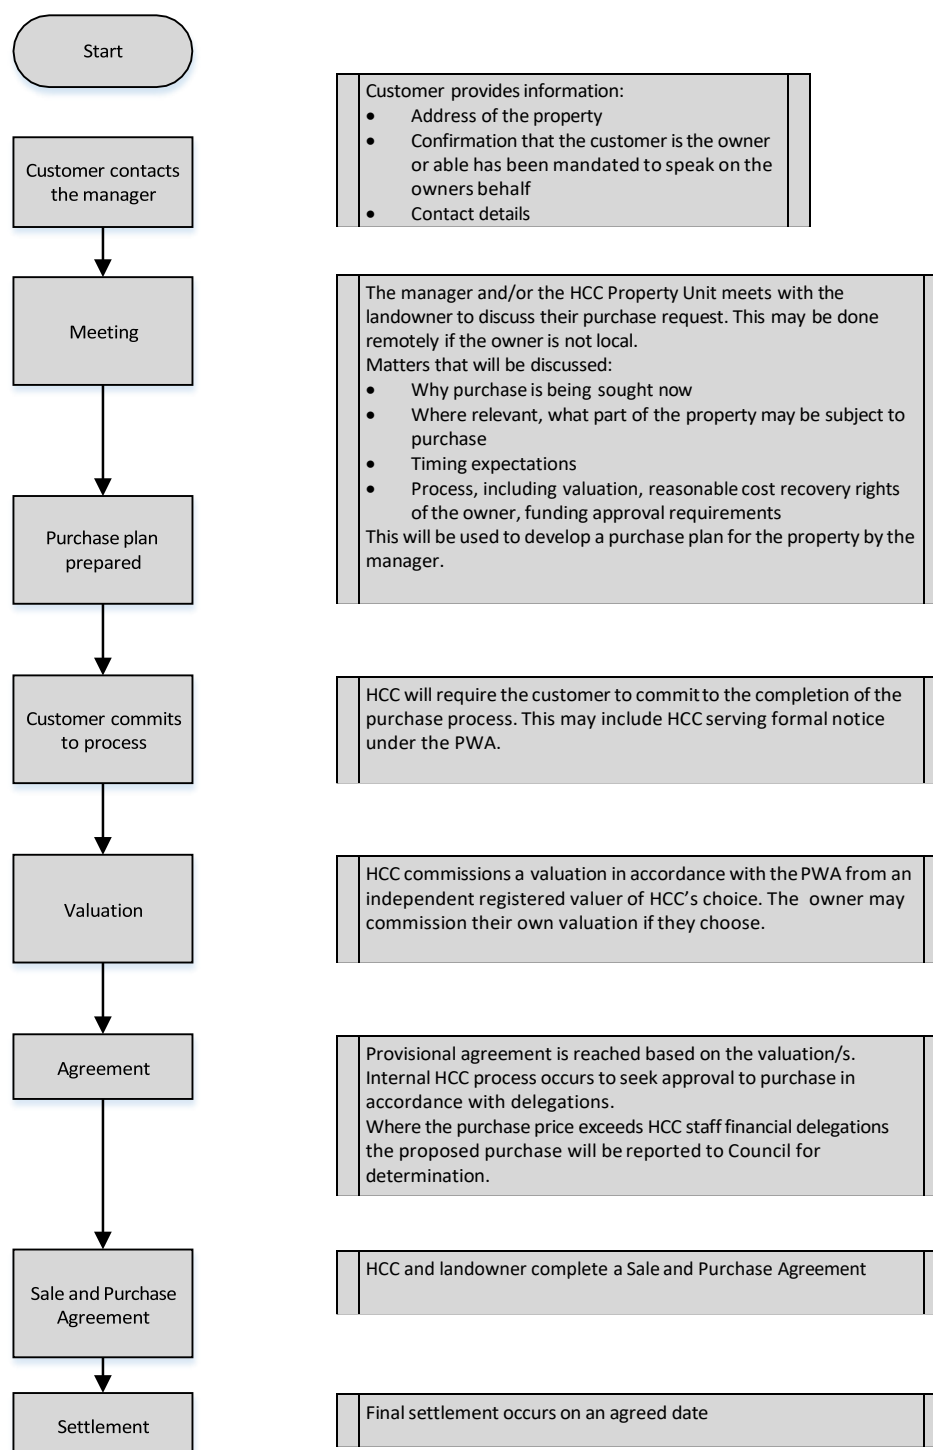 Start
Customer provides information:
• Address of the property
• Confirmation that the customer is the owner
or able has been mandated to speak on the
owners behalf
• Contact details
Customer contacts
the manager
The manager and/or the HCC Property Unit meets with the
landowner to discuss their purchase request. This may be done
remotely if the owner is not local.
Matters that will be discussed:
• Why purchase is being sought now
• Where relevant, what part of the property may be subject to
purchase
• Timing expectations
• Process, including valuation, reasonable cost recovery rights
of the owner, funding approval requirements
This will be used to develop a purchase plan for the property by the
manager.
Meeting
Purchase plan
prepared
HCC will require the customer to commit to the completion of the
purchase process. This may include HCC serving formal notice
under the PWA.
Customer commits
to process
HCC commissions a valuation in accordance with the PWA from an
independent registered valuer of HCC’s choice. The owner may
commission their own valuation if they choose.
Valuation
Agreement
Provisional agreement is reached based on the valuation/s.
Internal HCC process occurs to seek approval to purchase in
accordance with delegations.
Where the purchase price exceeds HCC staff financial delegations
the proposed purchase will be reported to Council for
determination.
Sale and Purchase
Agreement
HCC and landowner complete a Sale and Purchase Agreement
Settlement
Final settlement occurs on an agreed date